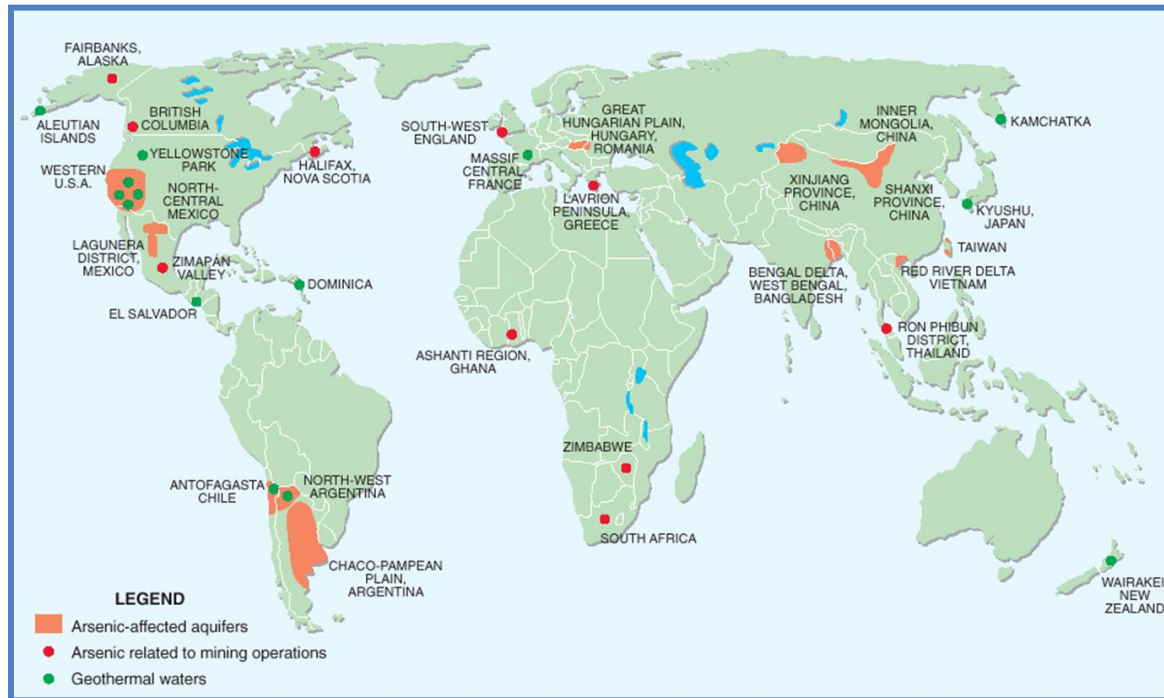 FAIRBANKS,
ALASKA
ALEUTIAN
ISLANDS
BRITISH
COLUMBIA
YELLOWSTONE
PARK
HALIFAX,
NOVA SCOTIA
WESTERN
U.S.A.
NORTH-
CENTRAL
MEXICO
LAGUNERA
DISTRICT,
MEXICO
ZIMAPÁN
VALLEY
DOMINICA
EL SALVADOR
ANTOFAGASTA
CHILE
NORTH-WEST
ARGENTINA
CHACO-PAMPEAN
PLAIN,
ARGENTINA
SOUTH-WEST
ENGLAND
MASSIF
CENTRAL,
FRANCE
GREAT
HUNGARIAN PLAIN,
HUNGARY,
ROMANIA
LAVRION
PENINSULA,
GREECE
ASHANTI REGION,
GHANA
ZIMBABWE
SOUTH AFRICA
INNER
MONGOLIA,
CHINA
XINJIANG
PROVINCE,
CHINA
SHANXI
PROVINCE,
CHINA
KAMCHATKA
KYUSHU,
JAPAN
TAIWAN
BENGAL DELTA,
WEST BENGAL,
BANGLADESH
RED RIVER DELTA
VIETNAM
RON PHIBUN
DISTRICT,
THAILAND
WAIRAKEI
NEW
ZEALAND
LEGEND
Arsenic-affected aquifers
Arsenic related to mining operations
Geothermal waters